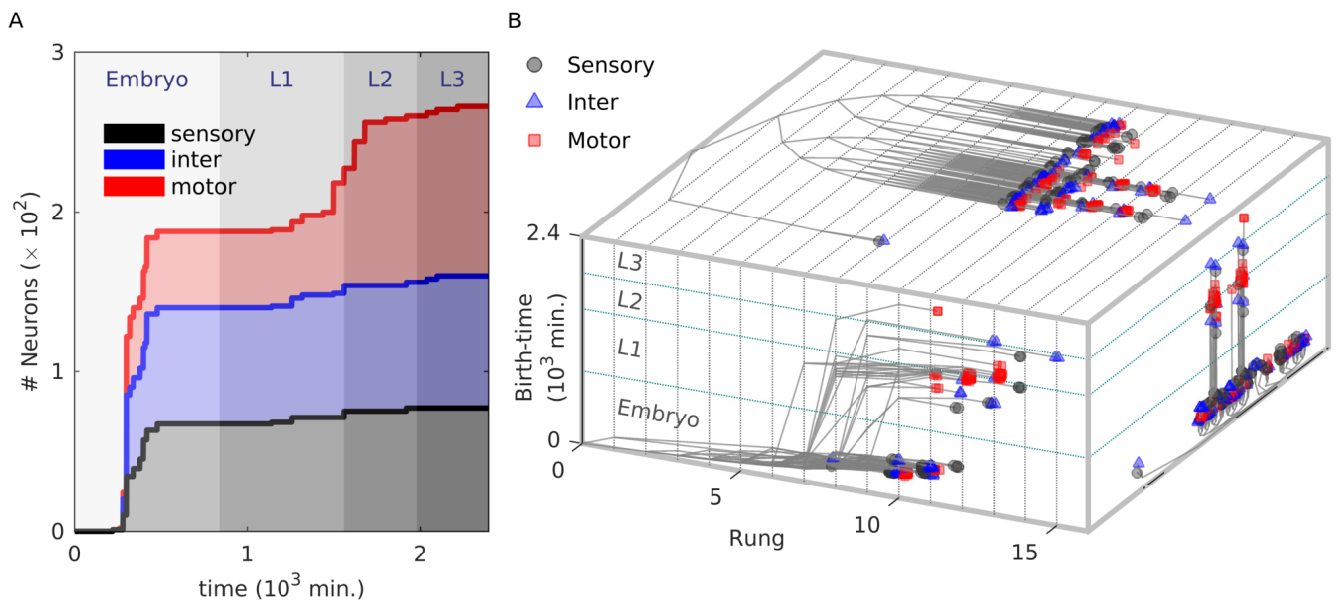 A
B
3
2
1
0
# Neurons (× 10²)
Embryo
L1
L2
L3
sensory
inter
motor
0
1
2
time (10³ min.)
Sensory
Inter
Motor
2.4
0
Birth-time
(10³ min.)
L3
L2
L1
Embryo
0
5
10
15
Rung